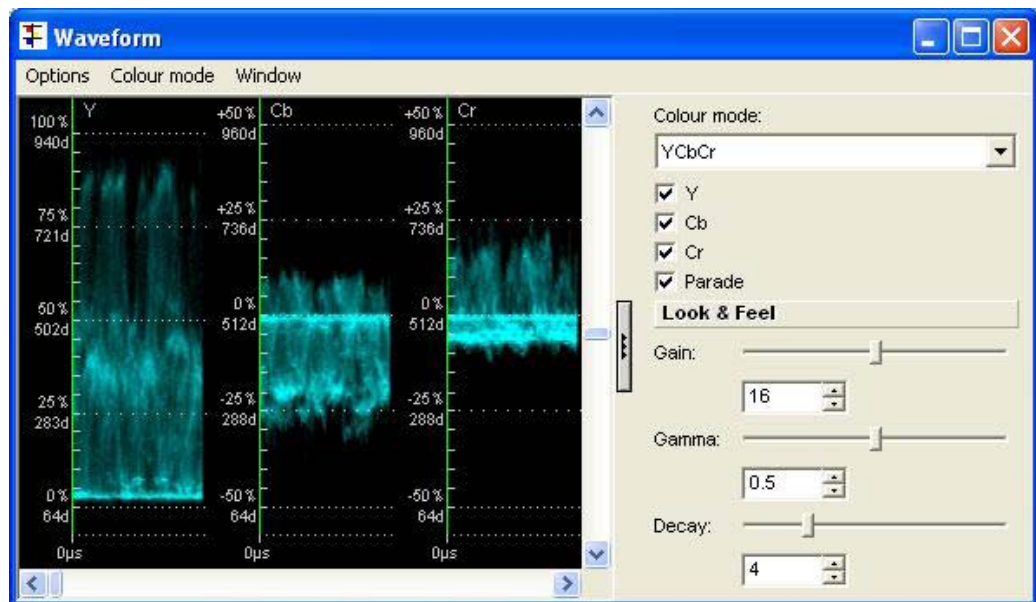 Waveform
Options Colour mode Window
Y Cb Cr
100% +50% +50%
940d 960d 960d
75% +25% +25%
721d 736d 736d
50% 0% 0%
502d 512d 512d
25% -25% -25%
283d 288d 288d
0% -50% -50%
64d 64d 64d
0µs 0µs 0µs
Colour mode:
YCbCr
Y
Cb
Cr
Parade
Look & Feel
Gain:
16
Gamma:
0.5
Decay:
4